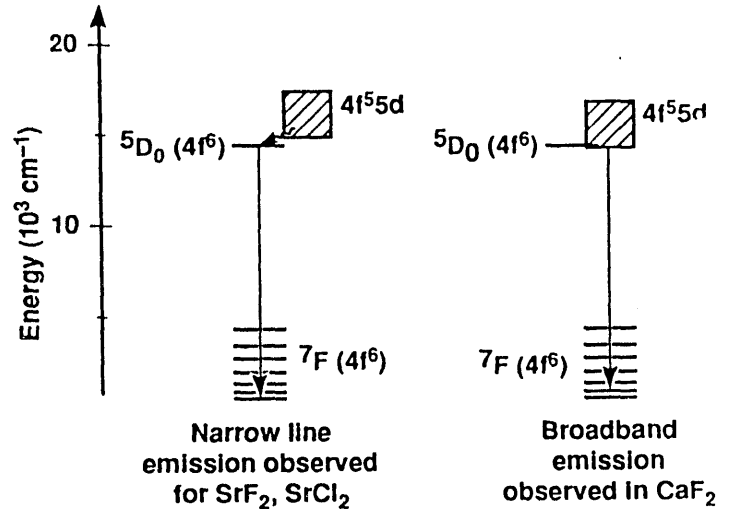 20
10
Energy (10³ cm⁻¹)
4f⁵5d
⁵D₀ (4f⁶)
⁷F (4f⁶)
Narrow line
emission observed
for SrF₂, SrCl₂
4f⁵5d
⁵D₀ (4f⁶)
⁷F (4f⁶)
Broadband
emission
observed in CaF₂